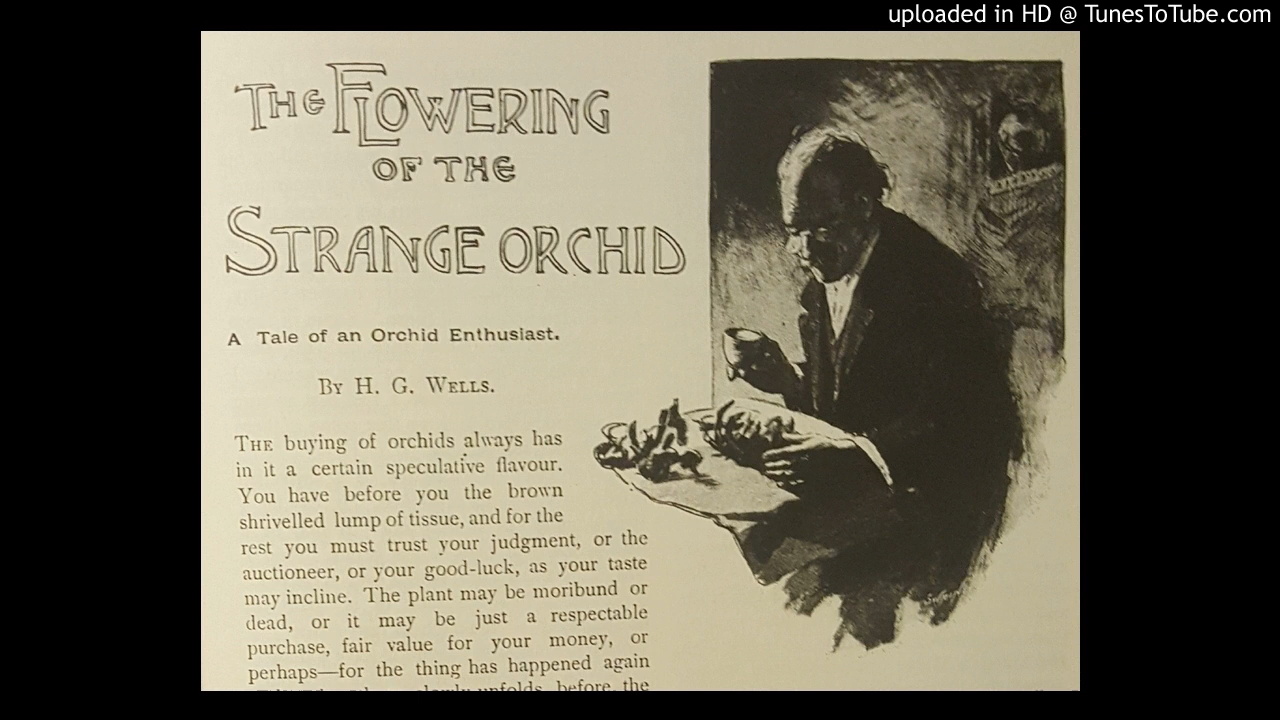 uploaded in HD @ TunesToTube.com
THE FLOWERING
OF THE
STRANGE ORCHID
A Tale of an Orchid Enthusiast.
BY H. G. WELLS.
THE buying of orchids always has
in it a certain speculative flavour.
You have before you the brown
shrivelled lump of tissue, and for the
rest you must trust your judgment, or the
auctioneer, or your good-luck, as your taste
may incline. The plant may be moribund or
dead, or it may be just a respectable
purchase, fair value for your money, or
perhaps—for the thing has happened again
slowly unfolds before the